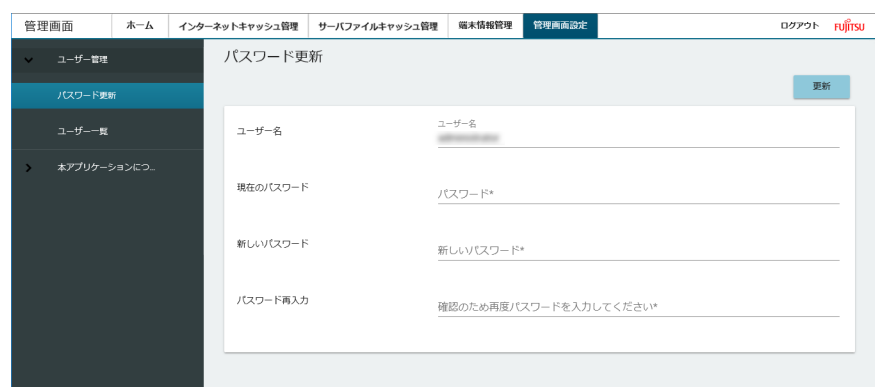 管理画面 ホーム インターネットキャッシュ管理 サーバファイルキャッシュ管理 端末情報管理 管理画面設定 ログアウト FUJITSU
ユーザー管理
パスワード更新
ユーザー一覧
本アプリケーションにつ...
パスワード更新
更新
ユーザー名
ユーザー名
現在のパスワード
パスワード*
新しいパスワード
新しいパスワード*
パスワード再入力
確認のため再度パスワードを入力してください*